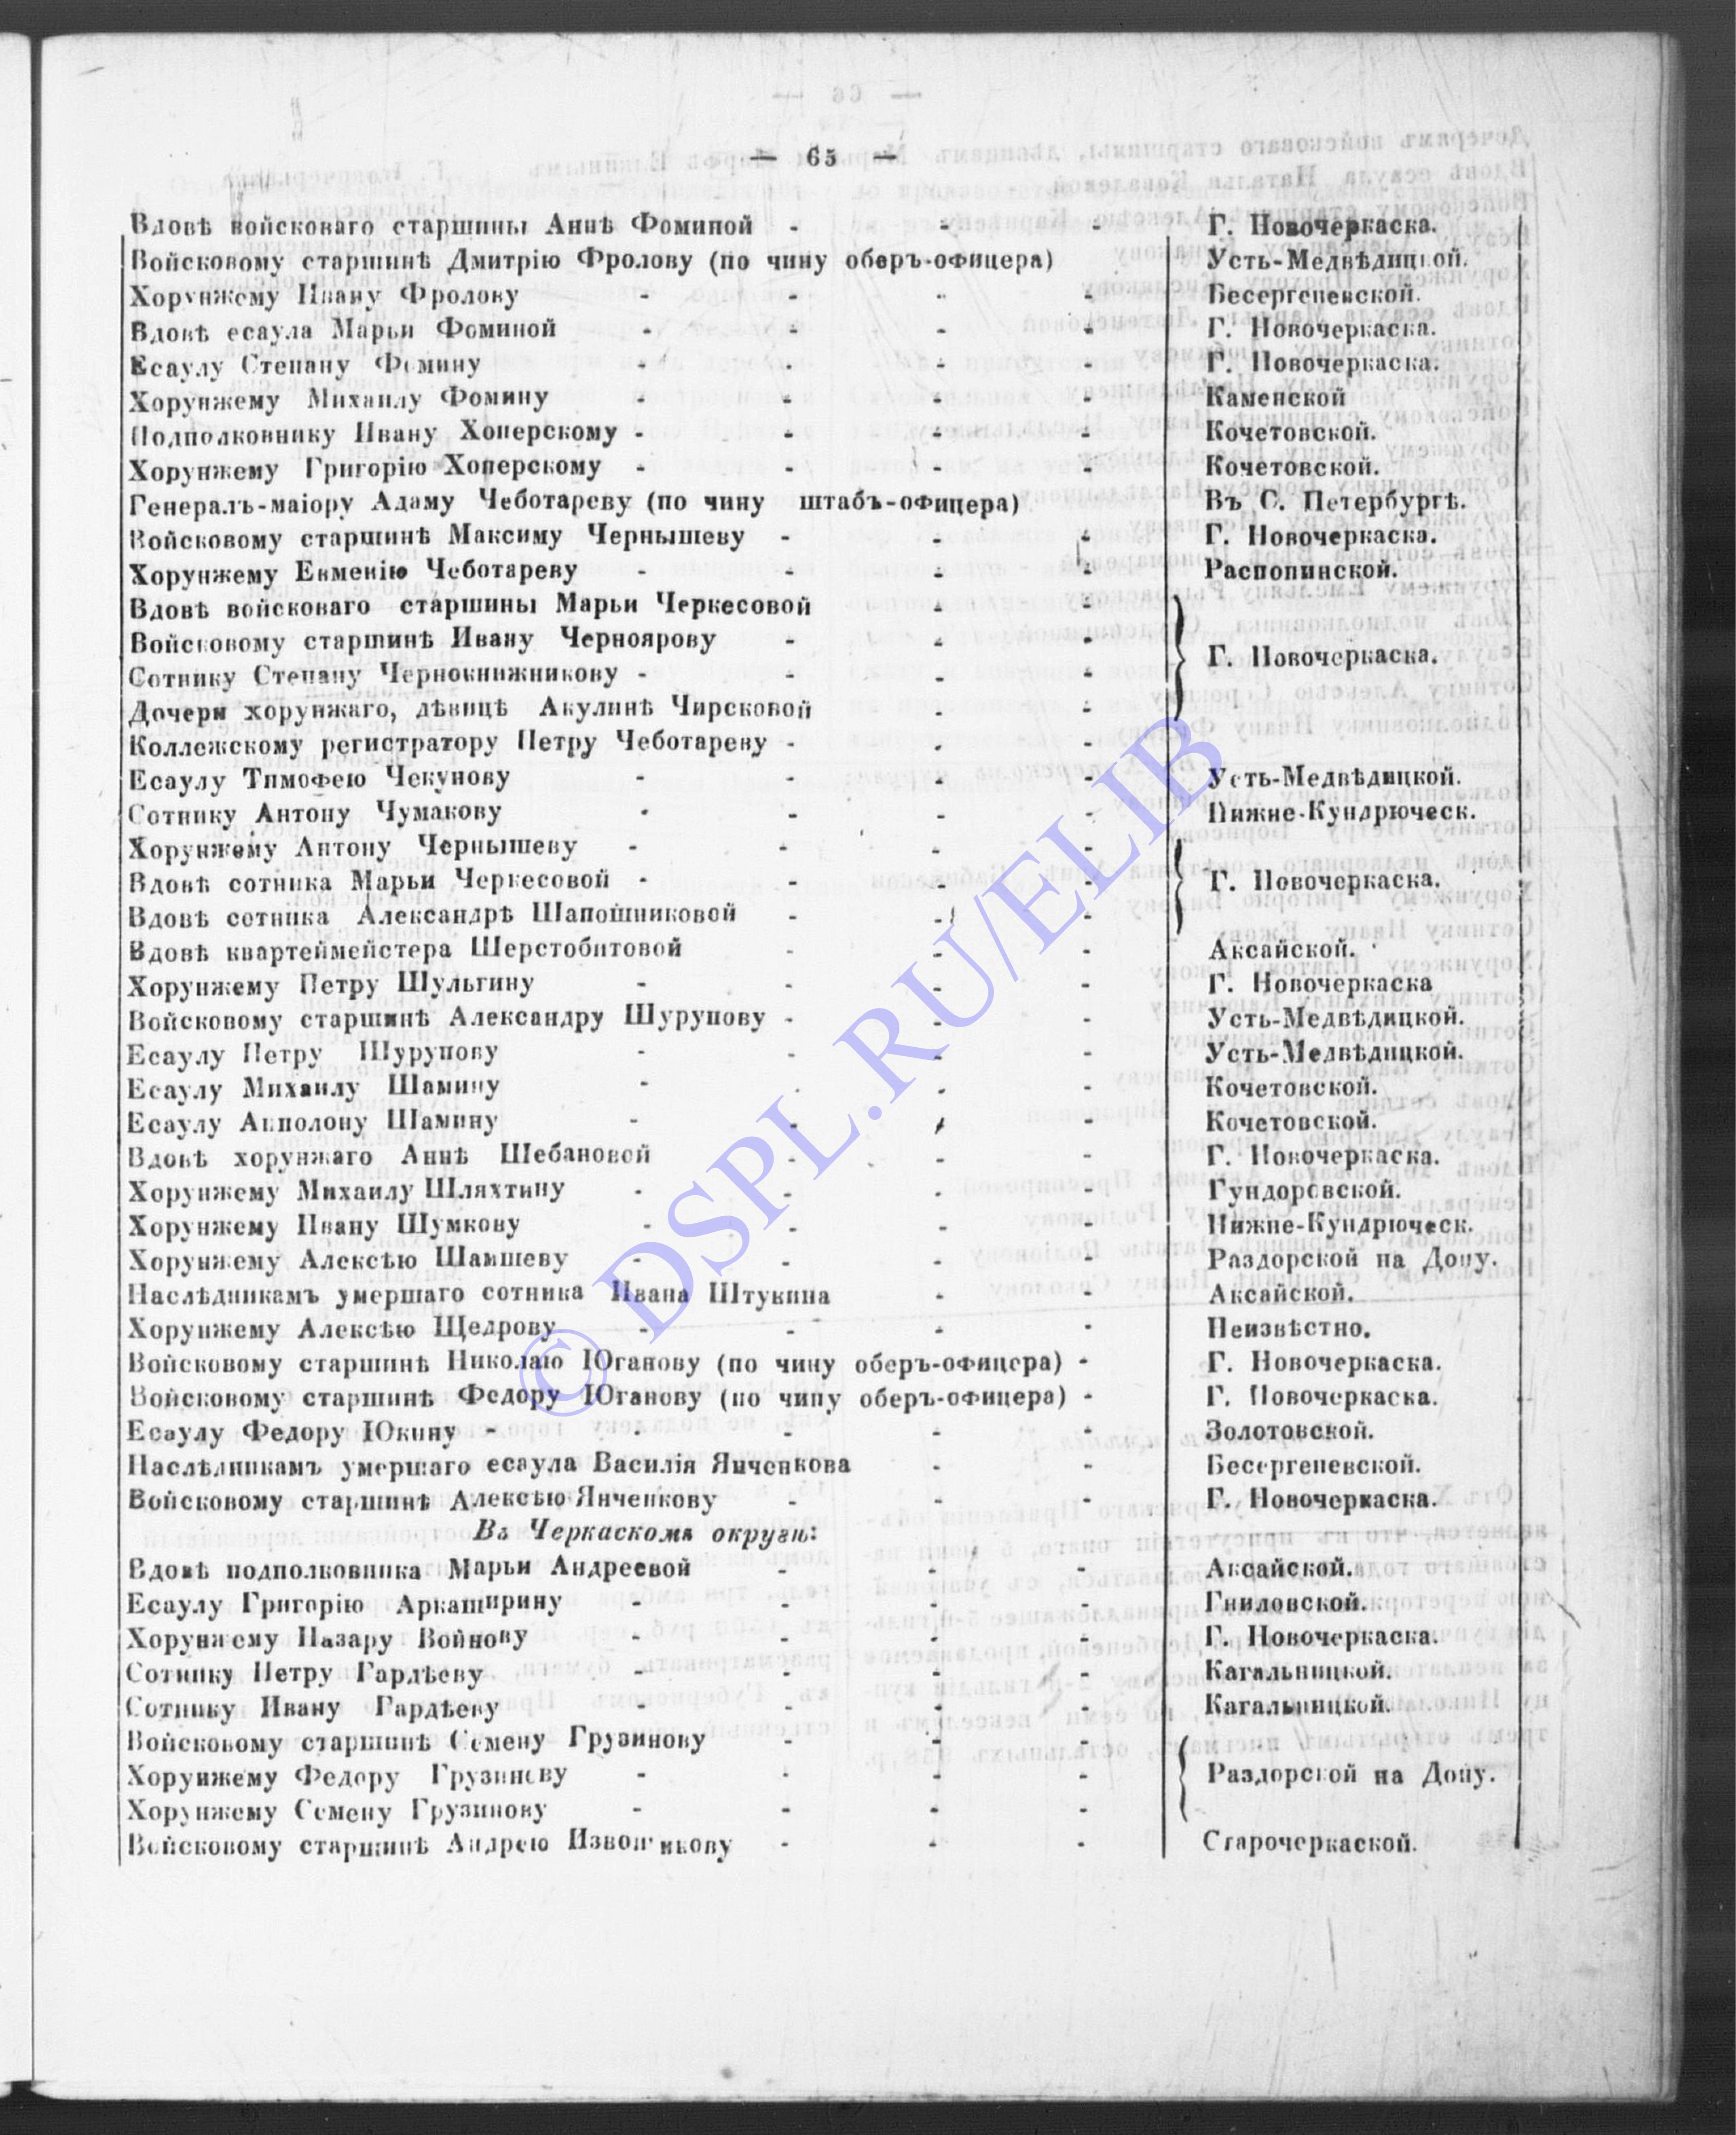 — 65 —
Вдовѣ войсковаго старшины Аннѣ Фоминой - - - Г. Новочеркаска.
Войсковому старшинѣ Дмитрію Фролову (по чину оберъ-офицера) Усть-Медвѣдицкой.
Хорунжему Ивану Фролову - - - - Бесергеневской.
Вдовѣ есаула Марьи Фоминой - - - - Г. Новочеркаска.
Есаулу Степану Фомину - - - - Г. Новочеркаска.
Хорунжему Михаилу Фомину - - - - Каменской
Подполковнику Ивану Хоперскому - - - - Кочетовской.
Хорунжему Григорію Хоперскому - - - - Кочетовской.
Генералъ-маіору Адаму Чеботареву (по чину штабъ-офицера) Въ С. Петербургѣ.
Войсковому старшинѣ Максиму Чернышеву - - - Г. Новочеркаска.
Хорунжему Евменію Чеботареву - - - - Распопинской.
Вдовѣ войсковаго старшины Марьи Черкесовой - -
Войсковому старшинѣ Ивану Черноярову - - -
Г. Новочеркаска.
Сотнику Степану Чернокнижникову - - - -
Дочери хорунжаго, дѣвицѣ Акулинѣ Чирсковой - -
Коллежскому регистратору Петру Чеботареву - - -
Есаулу Тимофею Чекунову - - - - Усть-Медвѣдицкой.
Сотнику Антону Чумакову - - - - Нижне-Кундрюческ.
Хорунжему Антону Чернышеву - - - -
Вдовѣ сотника Марьи Черкесовой - - - - Г. Новочеркаска.
Вдовѣ сотника Александрѣ Шапошниковой - - -
Вдовѣ квартеймейстера Шерстобитовой - - - Аксайской.
Хорунжему Петру Шульгину - - - - Г. Новочеркаска
Войсковому старшинѣ Александру Шурупову - - - Усть-Медвѣдицкой.
Есаулу Петру Шурупову - - - - Усть-Медвѣдицкой.
Есаулу Михаилу Шамину - - - - Кочетовской.
Есаулу Апполону Шамину - - - - Кочетовской.
Вдовѣ хорунжаго Аннѣ Шебановой - - - Г. Новочеркаска.
Хорунжему Михаилу Шляхтину - - - - Гундоровской.
Хорунжему Ивану Шумкову - - - - Нижне-Кундрюческ.
Хорунжему Алексѣю Шамшеву - - - - Раздорской на Дону.
Наслѣдникамъ умершаго сотника Ивана Штукина - - Аксайской.
Хорунжему Алексѣю Щедрову - - - - Неизвѣстно.
Войсковому старшинѣ Николаю Юганову (по чину оберъ-офицера) - Г. Новочеркаска.
Войсковому старшинѣ Федору Юганову (по чину оберъ-офицера) - Г. Новочеркаска.
Есаулу Федору Юкину - - - - - Золотовской.
Наслѣдникамъ умершаго есаула Василія Янченкова - - Бесергеневской.
Войсковому старшинѣ Алексѣю Янченкову - - - Г. Новочеркаска.
Въ Черкаскомъ округѣ:
Вдовѣ подполковника Марьи Андреевой - - - Аксайской.
Есаулу Григорію Аркаширину - - - - Гниловской.
Хорунжему Назару Войнову - - - - Г. Новочеркаска.
Сотнику Петру Гардѣеву - - - - Кагальницкой.
Сотнику Ивану Гардѣеву - - - - Кагальницкой.
Войсковому старшинѣ Семену Грузинову - - -
Хорунжему Федору Грузинову - - - - Раздорской на Дону.
Хорунжему Семену Грузинову - - - -
Войсковому старшинѣ Андрею - - - Старочеркаской.
© DSPL.RU/ELIB